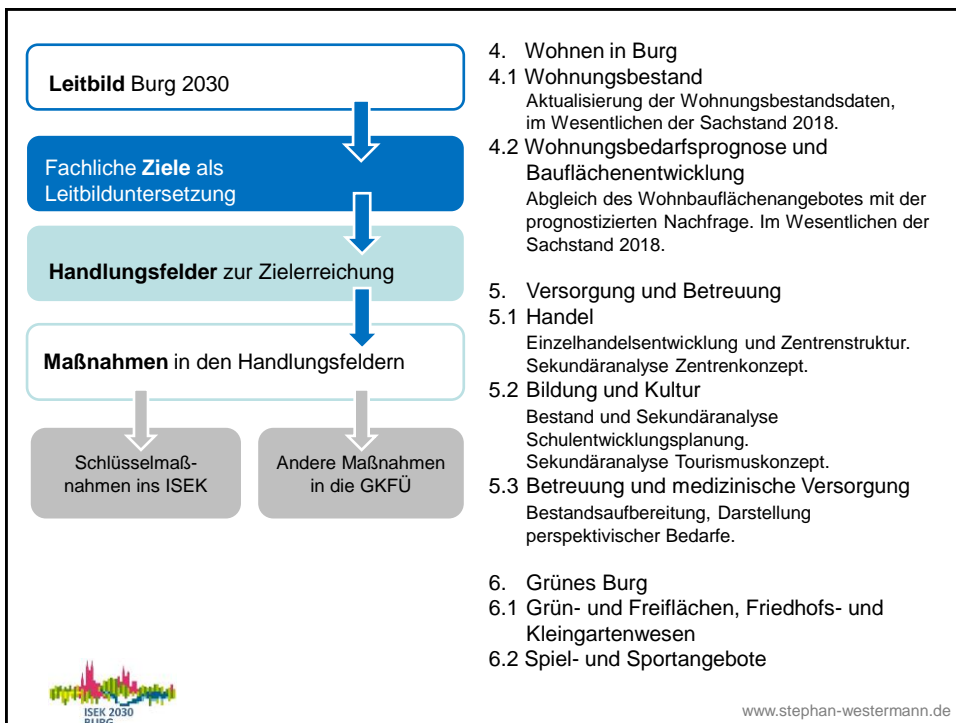 Leitbild Burg 2030
Fachliche Ziele als
Leitbilduntersetzung
Handlungsfelder zur Zielerreichung
Maßnahmen in den Handlungsfeldern
Schlüsselmaß-
nahmen ins ISEK
Andere Maßnahmen
in die GKFÜ
4. Wohnen in Burg
4.1 Wohnungsbestand
Aktualisierung der Wohnungsbestandsdaten,
im Wesentlichen der Sachstand 2018.
4.2 Wohnungsbedarfsprognose und
Bauflächenentwicklung
Abgleich des Wohnbauflächenangebotes mit der
prognostizierten Nachfrage. Im Wesentlichen der
Sachstand 2018.
5. Versorgung und Betreuung
5.1 Handel
Einzelhandelsentwicklung und Zentrenstruktur.
Sekundäranalyse Zentrenkonzept.
5.2 Bildung und Kultur
Bestand und Sekundäranalyse
Schulentwicklungsplanung.
Sekundäranalyse Tourismuskonzept.
5.3 Betreuung und medizinische Versorgung
Bestandsaufbereitung, Darstellung
perspektivischer Bedarfe.
6. Grünes Burg
6.1 Grün- und Freiflächen, Friedhofs- und
Kleingartenwesen
6.2 Spiel- und Sportangebote
ISEK 2030
BURG
www.stephan-westermann.de